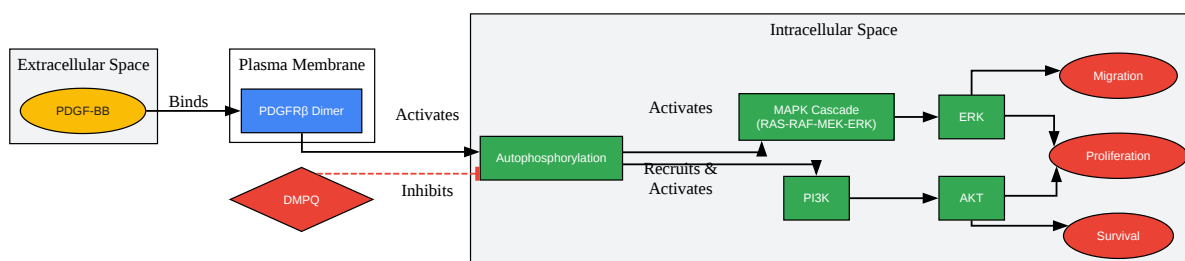 Extracellular Space
PDGF-BB
Binds
Plasma Membrane
PDGFRβ Dimer
DMPQ
Activates
Inhibits
Intracellular Space
Autophosphorylation
Activates
Recruits &
Activates
MAPK Cascade
(RAS-RAF-MEK-ERK)
PI3K
ERK
AKT
Migration
Proliferation
Survival